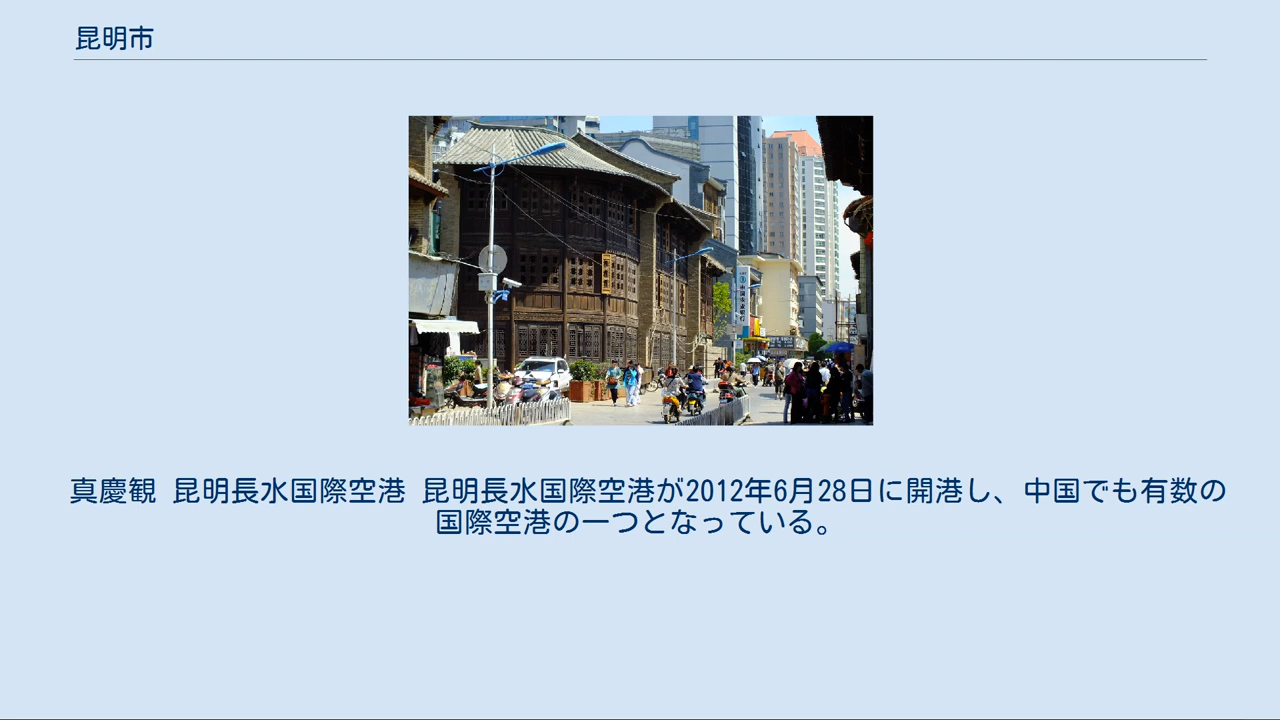 昆明市
真慶観 昆明長水国際空港 昆明長水国際空港が2012年6月28日に開港し、中国でも有数の
国際空港の一つとなっている。